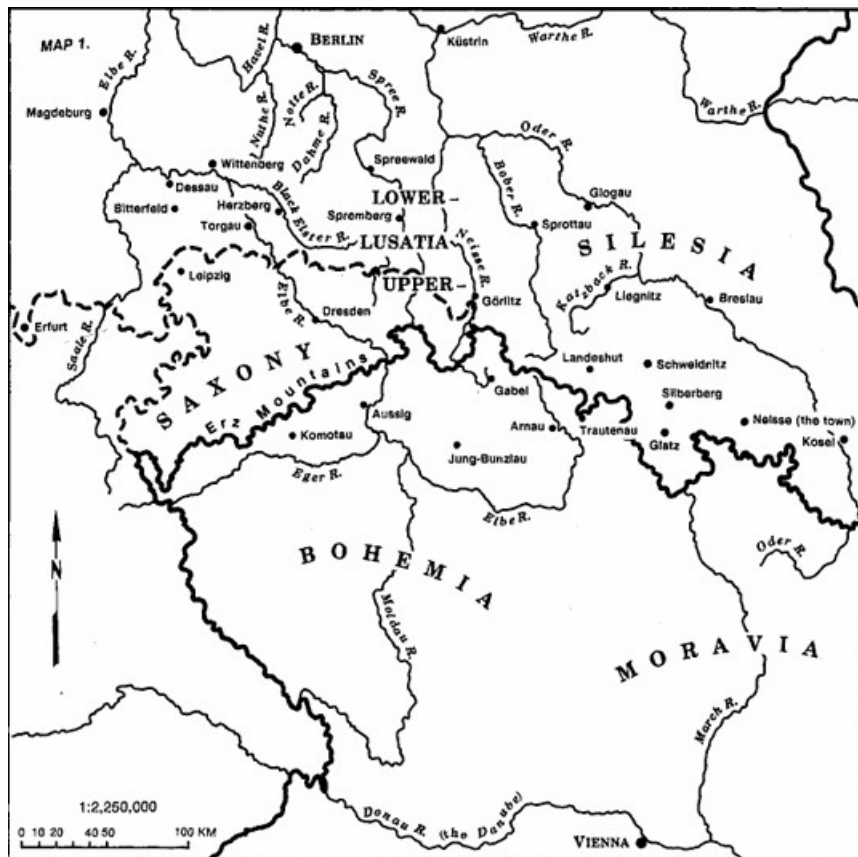 MAP 1.
Elbe R.
Havel R.
BERLIN
Küstrin
Warthe R.
Warthe R.
Magdeburg
Nuthe R.
Notte R.
Dahme R.
Spree R.
Oder R.
Wittenberg
Spreewald
Dessau
Bitterfeld
Herzberg
Torgau
Black Elster R.
LOWER-
Spremberg
LUSATIA
Neisse R.
Bober R.
Glogau
Sprottau
SILESIA
Leipzig
UPPER-
Elbe R.
Dresden
Görlitz
Katzback R.
Liegnitz
Breslau
Erfurt
Saale R.
SAXONY
Erz Mountains
Landeshut
Schweidnitz
Gabel
Silberberg
Aussig
Komotau
Arnau
Trautenau
Glatz
Neisse (the town)
Kosel
Jung-Bunzlau
Eger R.
Elbe R.
Oder R.
N
BOHEMIA
Moldau R.
MORAVIA
March R.
1:2,250,000
0 10 20 40 50 100 KM
Donau R. (the Danube)
VIENNA